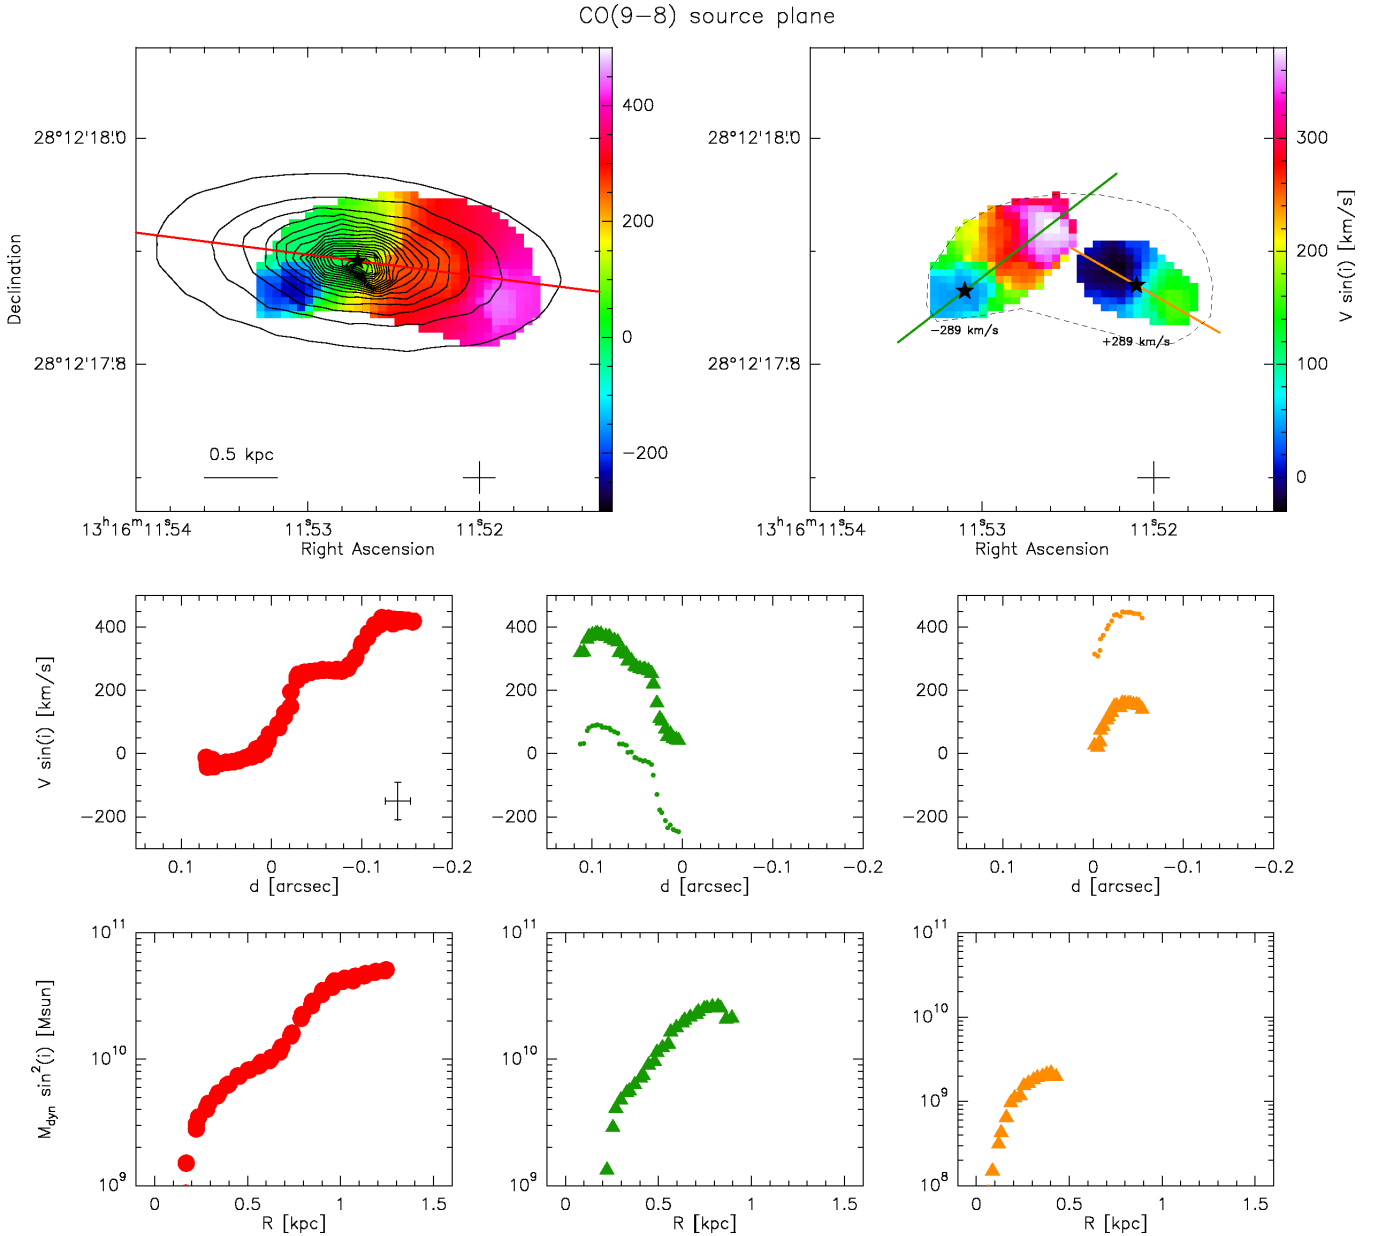 CO(9−8) source plane
28°12'18."0
28°12'17."8
Declination
0.5 kpc
13h16m11s.54
11s.53
11s.52
Right Ascension
400
200
0
−200
28°12'18."0
28°12'17."8
−289 km/s
+289 km/s
13h16m11s.54
11s.53
11s.52
Right Ascension
300
200
100
0
V sin(i) [km/s]
V sin(i) [km/s]
400
200
0
−200
0.1
0
−0.1
−0.2
d [arcsec]
400
200
0
−200
0.1
0
−0.1
−0.2
d [arcsec]
400
200
0
−200
0.1
0
−0.1
−0.2
d [arcsec]
Mdyn sin2(i) [Msun]
1011
1010
109
0
0.5
1
1.5
R [kpc]
1011
1010
109
0
0.5
1
1.5
R [kpc]
1011
1010
109
108
0
0.5
1
1.5
R [kpc]